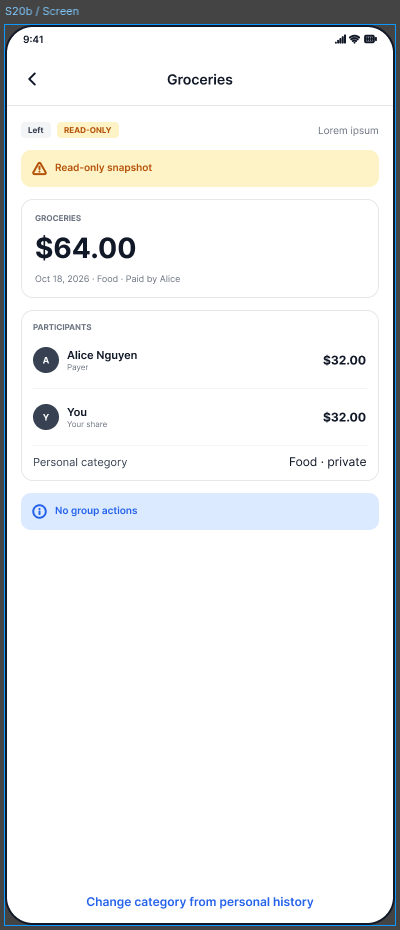 S20b / Screen
9:41
Groceries
Left READ-ONLY Lorem ipsum
Read-only snapshot
GROCERIES
$64.00
Oct 18, 2026 · Food · Paid by Alice
PARTICIPANTS
A Alice Nguyen $32.00
Payer
Y You $32.00
Your share
Personal category Food · private
No group actions
Change category from personal history